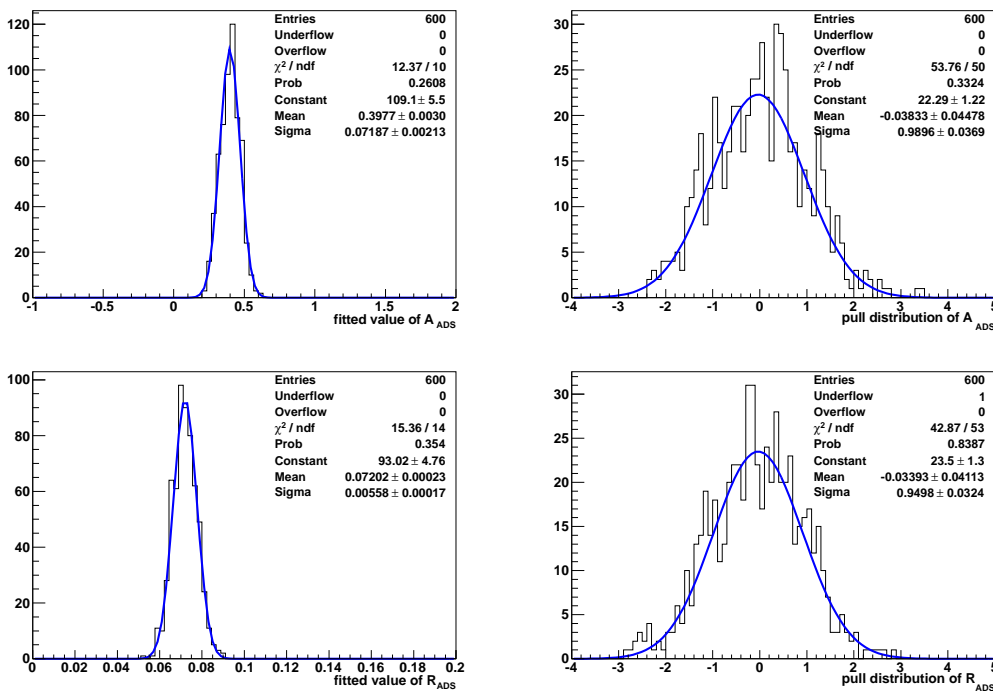 Entries 600
Underflow 0
Overflow 0
χ² / ndf 12.37 / 10
Prob 0.2608
Constant 109.1 ± 5.5
Mean 0.3977 ± 0.0030
Sigma 0.07187 ± 0.00213
120
100
80
60
40
20
0
-1 -0.5 0 0.5 1 1.5 2
fitted value of A ADS
Entries 600
Underflow 0
Overflow 0
χ² / ndf 53.76 / 50
Prob 0.3324
Constant 22.29 ± 1.22
Mean -0.03833 ± 0.04478
Sigma 0.9896 ± 0.0369
30
25
20
15
10
5
0
-4 -3 -2 -1 0 1 2 3 4 5
pull distribution of A ADS
Entries 600
Underflow 0
Overflow 0
χ² / ndf 15.36 / 14
Prob 0.354
Constant 93.02 ± 4.76
Mean 0.07202 ± 0.00023
Sigma 0.00558 ± 0.00017
100
80
60
40
20
0
0 0.02 0.04 0.06 0.08 0.1 0.12 0.14 0.16 0.18 0.2
fitted value of R ADS
Entries 600
Underflow 1
Overflow 0
χ² / ndf 42.87 / 53
Prob 0.8387
Constant 23.5 ± 1.3
Mean -0.03393 ± 0.04113
Sigma 0.9498 ± 0.0324
30
25
20
15
10
5
0
-4 -3 -2 -1 0 1 2 3 4 5
pull distribution of R ADS